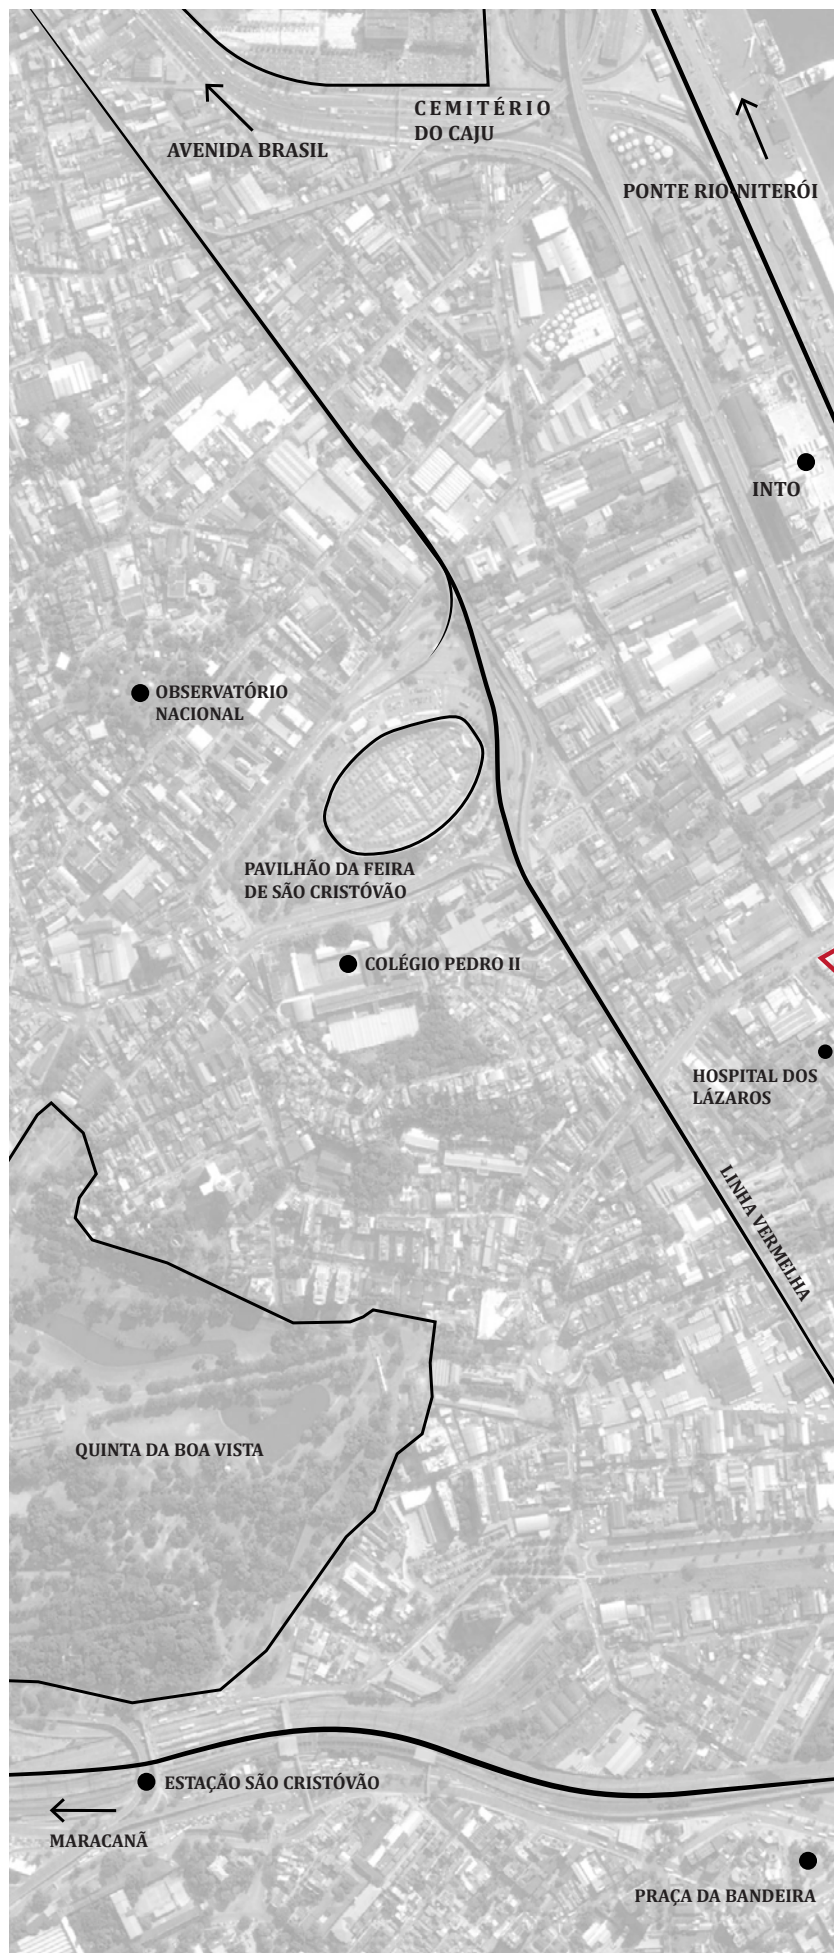 CEMITÉRIO
DO CAJU
AVENIDA BRASIL
PONTE RIO-NITERÓI
INTO
OBSERVATÓRIO
NACIONAL
PAVILHÃO DA FEIRA
DE SÃO CRISTÓVÃO
COLÉGIO PEDRO II
HOSPITAL DOS
LÁZAROS
LINHA VERMELHA
QUINTA DA BOA VISTA
ESTAÇÃO SÃO CRISTÓVÃO
MARACANÃ
PRAÇA DA BANDEIRA